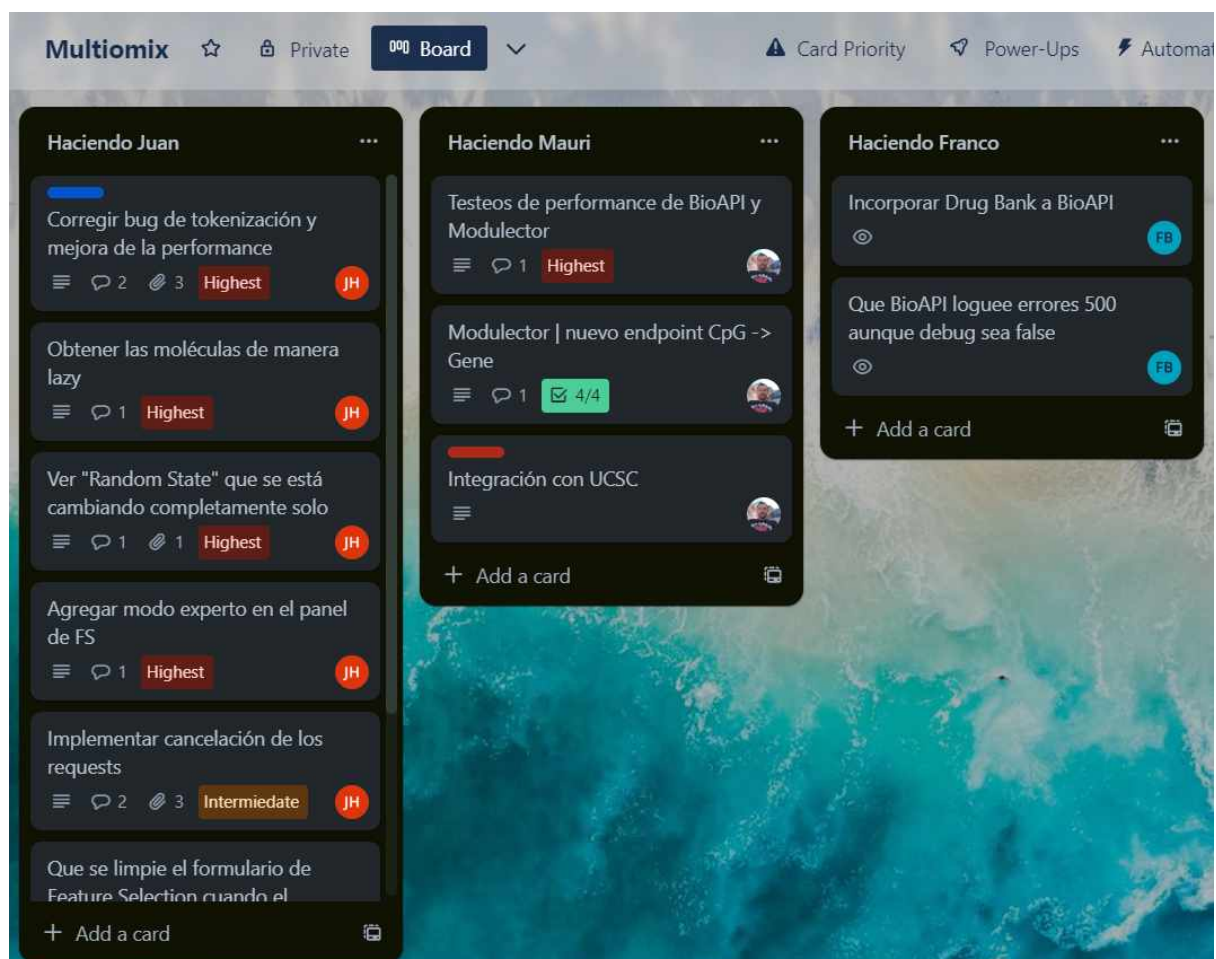 Multiomix Private Board Card Priority Power-Ups Automat
Haciendo Juan
Corregir bug de tokenización y
mejora de la performance
2 3 Highest JH
Obtener las moléculas de manera
lazy
1 Highest JH
Ver "Random State" que se está
cambiando completamente solo
1 1 Highest JH
Agregar modo experto en el panel
de FS
1 Highest JH
Implementar cancelación de los
requests
2 3 Intermiedate JH
Que se limpie el formulario de
Feature Selection cuando el
+ Add a card
Haciendo Mauri
Testeos de performance de BioAPI y
Modulector
1 Highest
Modulector | nuevo endpoint CpG ->
Gene
1 4/4
Integración con UCSC
+ Add a card
Haciendo Franco
Incorporar Drug Bank a BioAPI
FB
Que BioAPI loguee errores 500
aunque debug sea false
FB
+ Add a card